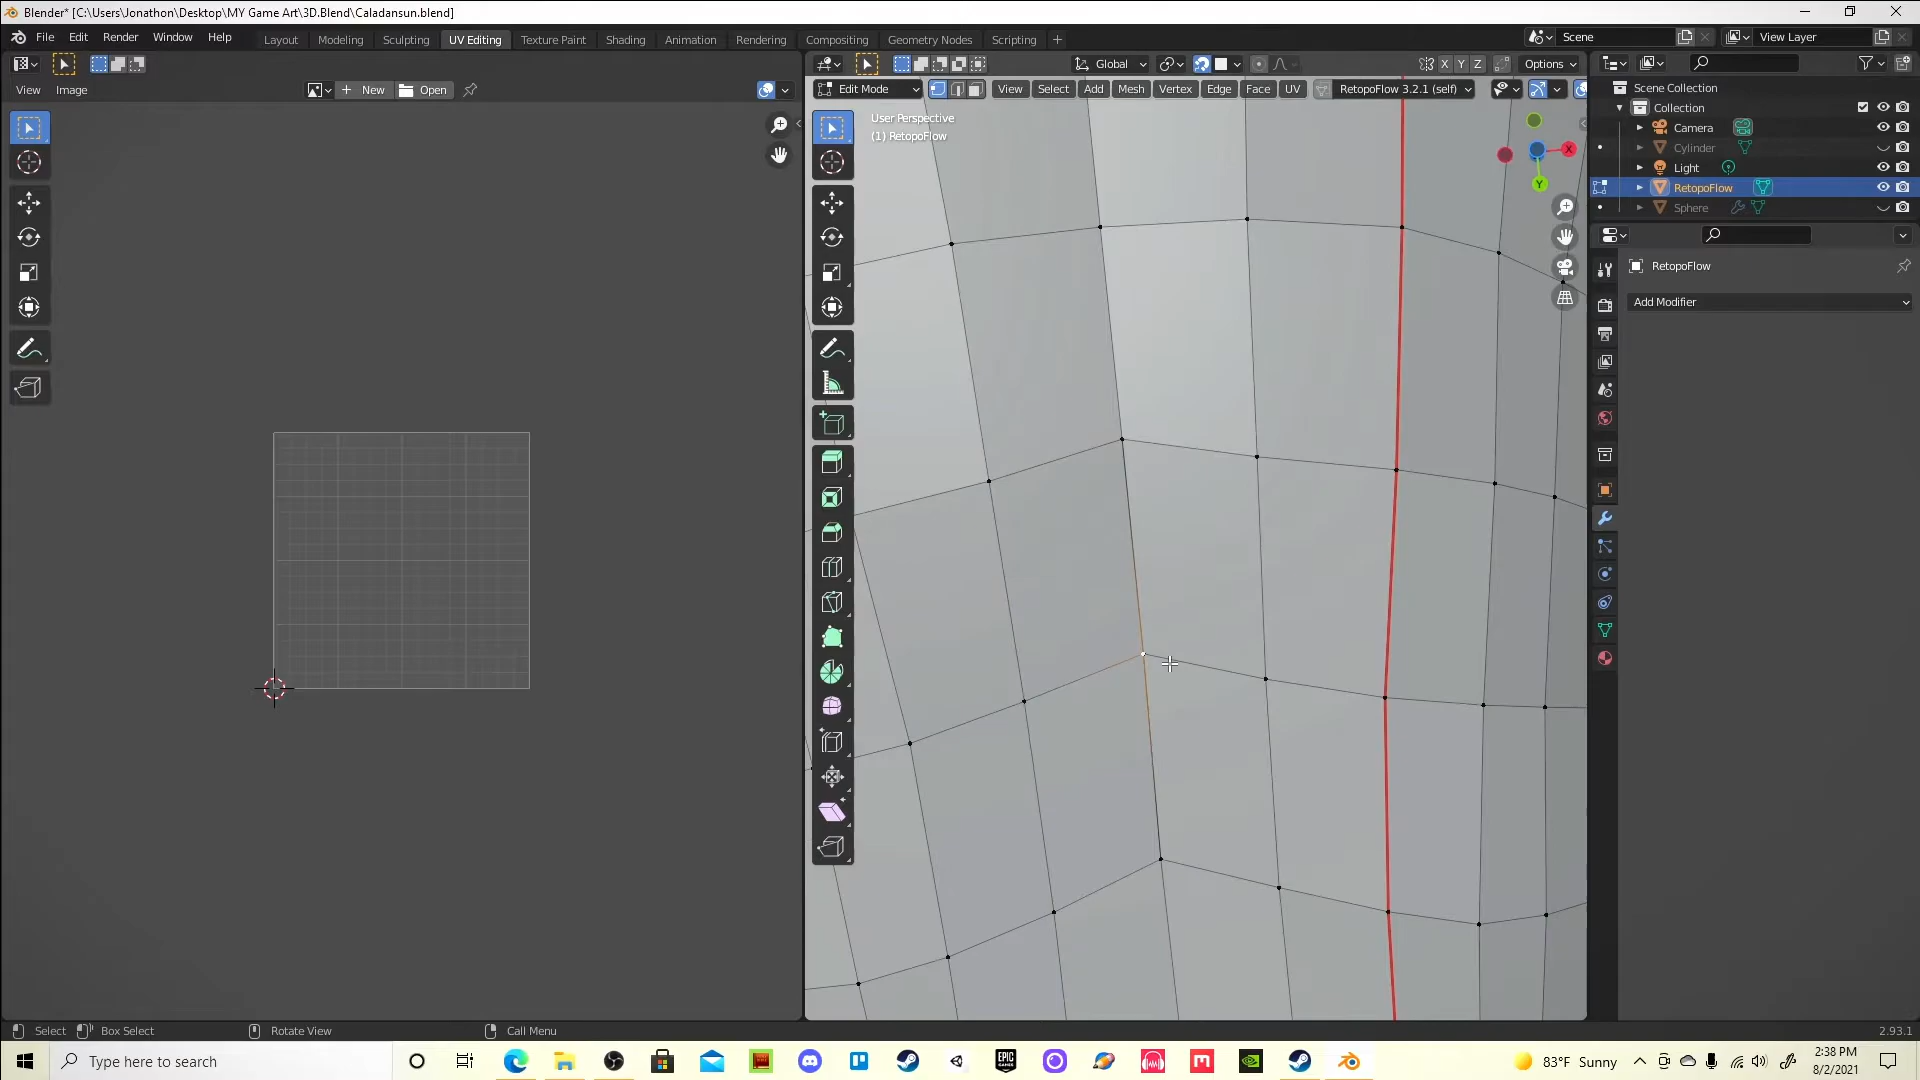 Blender* [C:\Users\Jonathon\Desktop\MY Game Art\3D.Blend\Caladansun.blend]
File Edit Render Window Help Layout Modeling Sculpting UV Editing Texture Paint Shading Animation Rendering Compositing Geometry Nodes Scripting + Scene View Layer
Global X Y Z Options
View Image New Open Edit Mode View Select Add Mesh Vertex Edge Face UV RetopoFlow 3.2.1 (self)
User Perspective
(1) RetopoFlow
X
Y
Scene Collection
Collection
Camera
Cylinder
Light
RetopoFlow
Sphere
RetopoFlow
Add Modifier
Select Box Select Rotate View Call Menu 2.93.1
Type here to search
EPIC GAMES
83°F Sunny
2:38 PM
8/2/2021